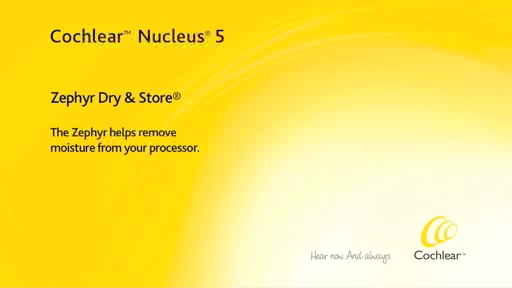 Cochlear™ Nucleus® 5
Zephyr Dry & Store®
The Zephyr helps remove
moisture from your processor.
Hear now. And always
Cochlear™